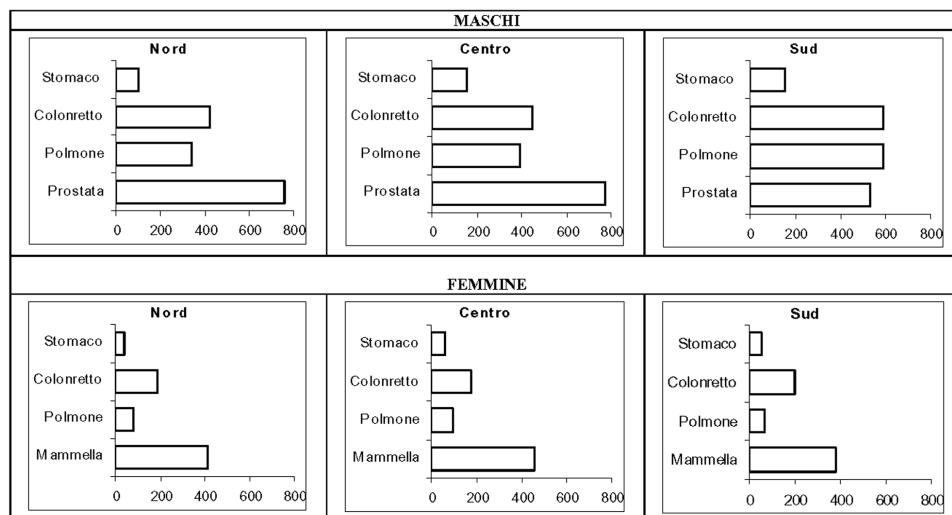 MASCHI
Nord
Stomaco
Colonretto
Polmone
Prostata
0 200 400 600 800
Centro
Stomaco
Colonretto
Polmone
Prostata
0 200 400 600 800
Sud
Stomaco
Colonretto
Polmone
Prostata
0 200 400 600 800
FEMMINE
Nord
Stomaco
Colonretto
Polmone
Mammella
0 200 400 600 800
Centro
Stomaco
Colonretto
Polmone
Mammella
0 200 400 600 800
Sud
Stomaco
Colonretto
Polmone
Mammella
0 200 400 600 800